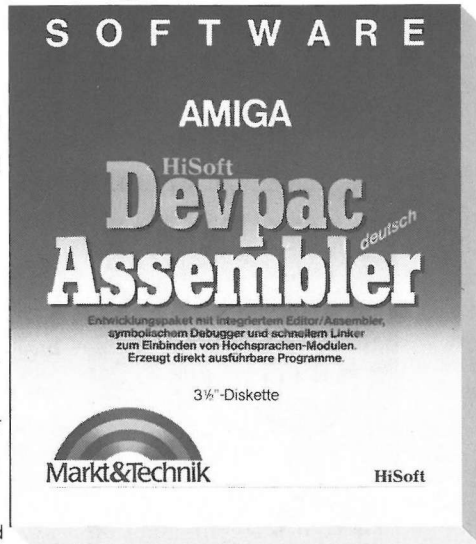 S O F T W A R E
AMIGA
HiSoft
Devpac
deutsch
Assembler
Entwicklungspaket mit integriertem Editor/Assembler,
symbolischem Debugger und schnellem Linker
zum Einbinden von Hochsprachen-Modulen.
Erzeugt direkt ausführbare Programme.
3½"-Diskette
Markt&Technik
HiSoft